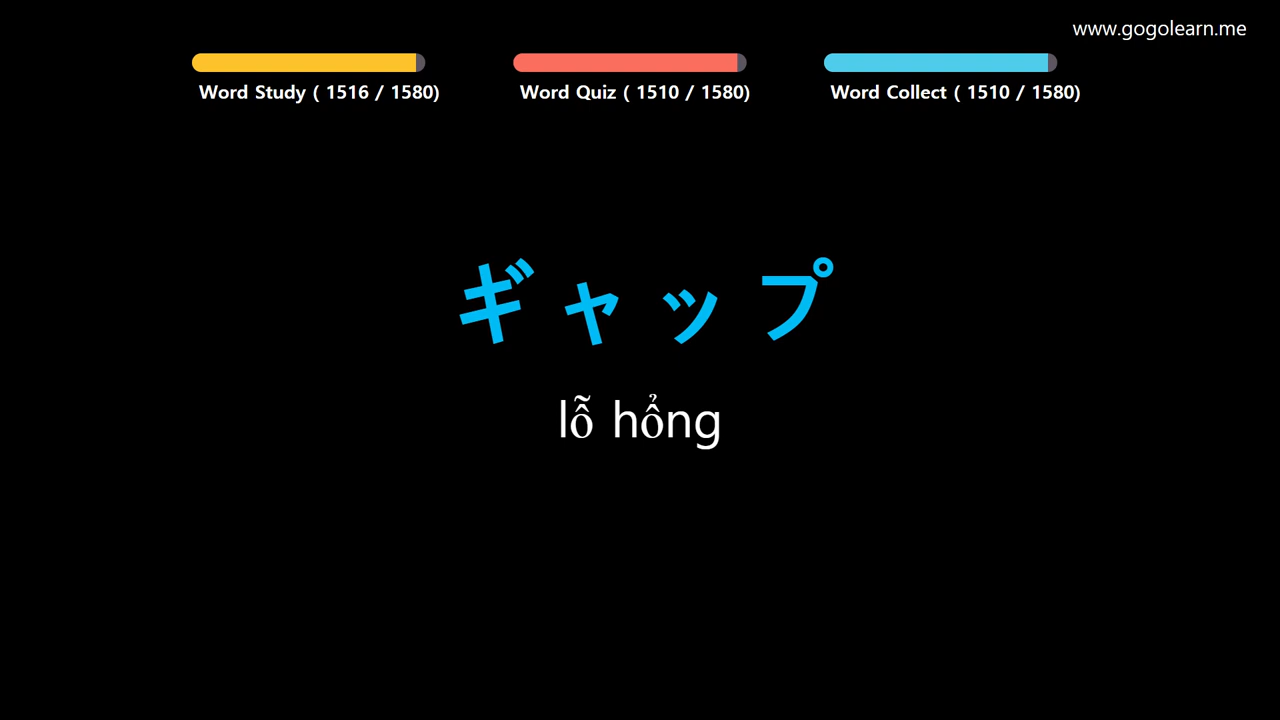 www.gogolearn.me
Word Study ( 1516 / 1580)
Word Quiz ( 1510 / 1580)
Word Collect ( 1510 / 1580)
ギャップ
lỗ hổng